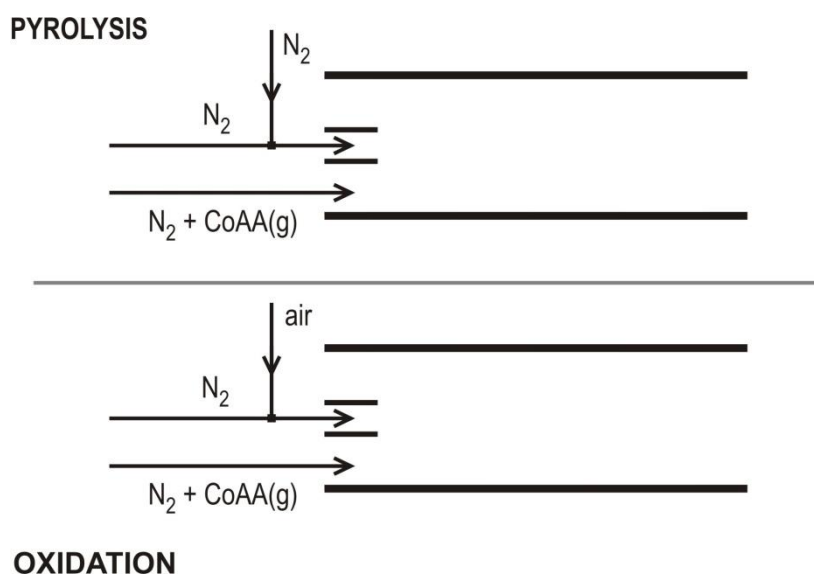 PYROLYSIS
N₂
N₂
N₂ + CoAA(g)
air
N₂
N₂ + CoAA(g)
OXIDATION